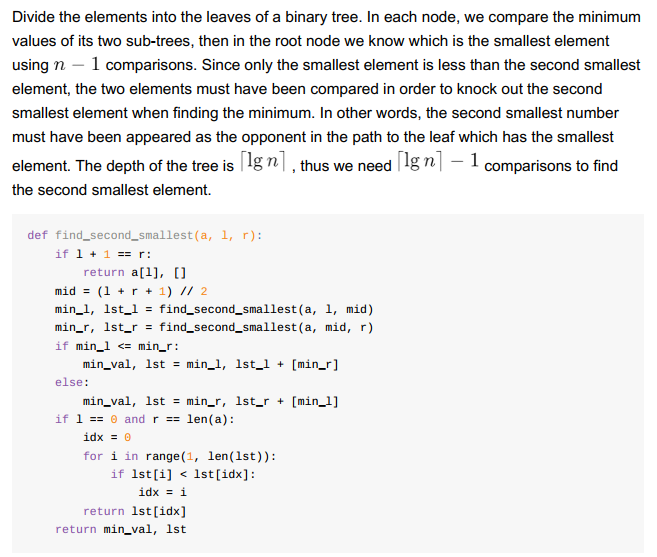 Divide the elements into the leaves of a binary tree. In each node, we compare the minimum
values of its two sub-trees, then in the root node we know which is the smallest element
using n − 1 comparisons. Since only the smallest element is less than the second smallest
element, the two elements must have been compared in order to knock out the second
smallest element when finding the minimum. In other words, the second smallest number
must have been appeared as the opponent in the path to the leaf which has the smallest
element. The depth of the tree is ⌈lg n⌉ , thus we need ⌈lg n⌉ − 1 comparisons to find
the second smallest element.
def find_second_smallest(a, l, r):
    if l + 1 == r:
        return a[l], []
    mid = (l + r + 1) // 2
    min_l, lst_l = find_second_smallest(a, l, mid)
    min_r, lst_r = find_second_smallest(a, mid, r)
    if min_l <= min_r:
        min_val, lst = min_l, lst_l + [min_r]
    else:
        min_val, lst = min_r, lst_r + [min_l]
    if l == 0 and r == len(a):
        idx = 0
        for i in range(1, len(lst)):
            if lst[i] < lst[idx]:
                idx = i
        return lst[idx]
    return min_val, lst